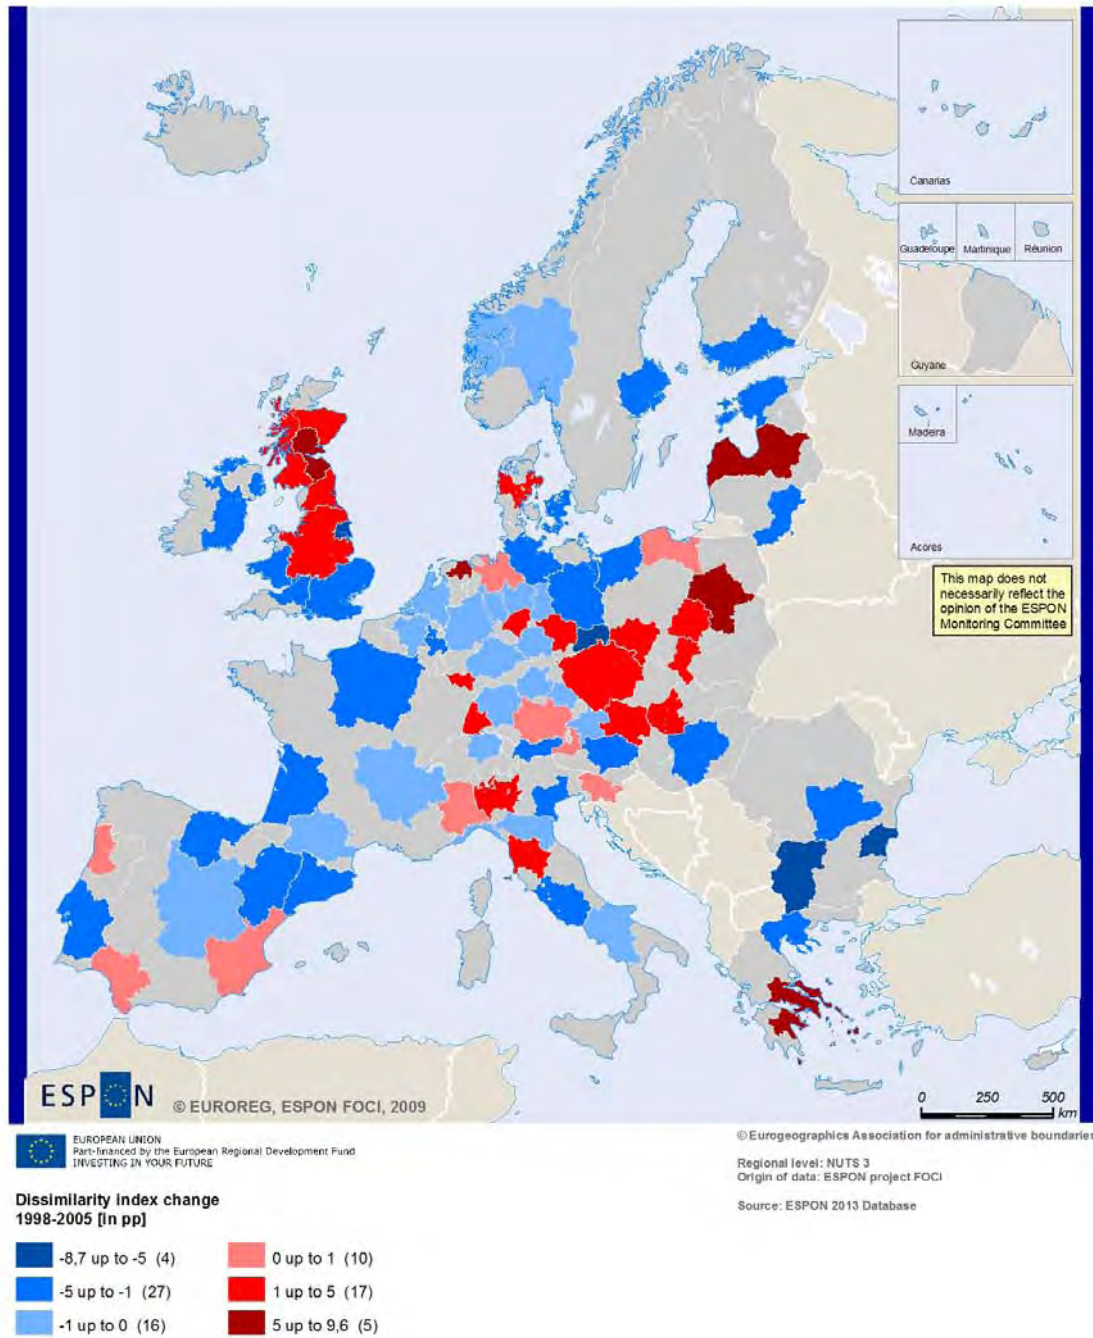 Canarias
Guadeloupe
Martinique
Réunion
Guyane
Madeira
Acores
This map does not
necessarily reflect the
opinion of the ESPON
Monitoring Committee
ESPON
© EUROREG, ESPON FOCI, 2009
0 250 500
km
EUROPEAN UNION
Part-financed by the European Regional Development Fund
INVESTING IN YOUR FUTURE
© Eurogeographics Association for administrative boundaries
Regional level: NUTS 3
Origin of data: ESPON project FOCI
Source: ESPON 2013 Database
Dissimilarity index change
1998-2005 [in pp]
-8,7 up to -5 (4)
-5 up to -1 (27)
-1 up to 0 (16)
0 up to 1 (10)
1 up to 5 (17)
5 up to 9,6 (5)